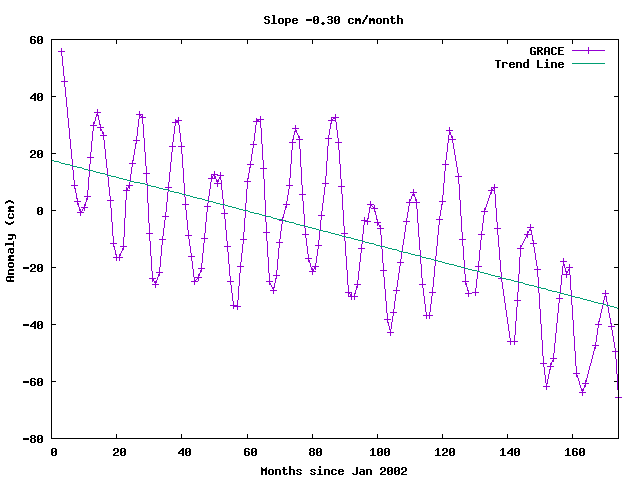 Slope -0.30 cm/month
60
40
20
0
-20
-40
-60
-80
Anomaly (cm)
GRACE
Trend Line
0 20 40 60 80 100 120 140 160
Months since Jan 2002